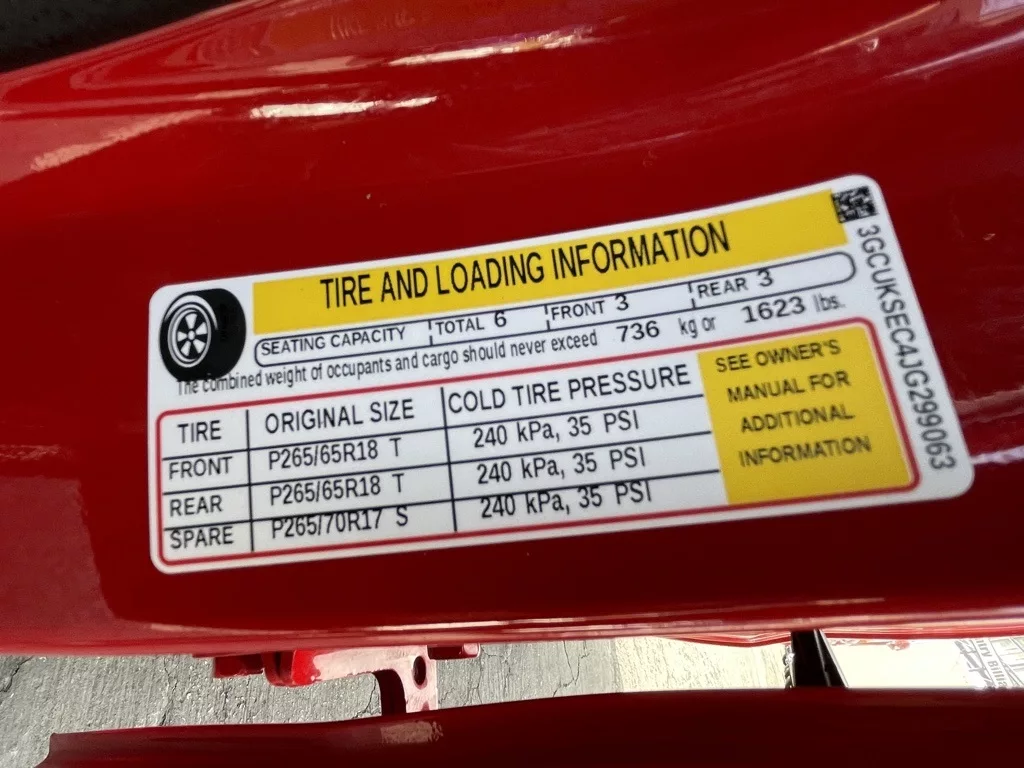 TIRE AND LOADING INFORMATION
SEATING CAPACITY TOTAL 6 FRONT 3 REAR 3
The combined weight of occupants and cargo should never exceed 736 kg or 1623 lbs.
TIRE ORIGINAL SIZE COLD TIRE PRESSURE
FRONT P265/65R18 T 240 kPa, 35 PSI
REAR P265/65R18 T 240 kPa, 35 PSI
SPARE P265/70R17 S 240 kPa, 35 PSI
SEE OWNER'S
MANUAL FOR
ADDITIONAL
INFORMATION
3GCUKSEC4JG299063